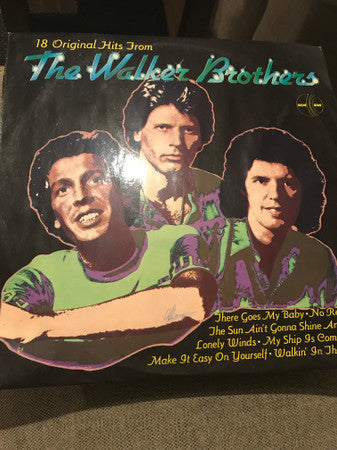 18 Original Hits From
The Walker Brothers
There Goes My Baby • No Re
The Sun Ain't Gonna Shine An
Lonely Winds • My Ship Is Com
Make It Easy On Yourself • Walkin' In Th